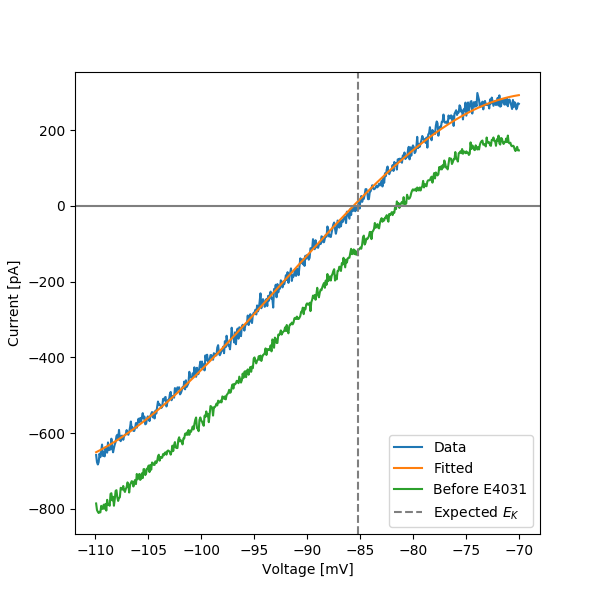 200
0
−200
−400
−600
−800
Current [pA]
−110 −105 −100 −95 −90 −85 −80 −75 −70
Voltage [mV]
Data
Fitted
Before E4031
Expected E_K